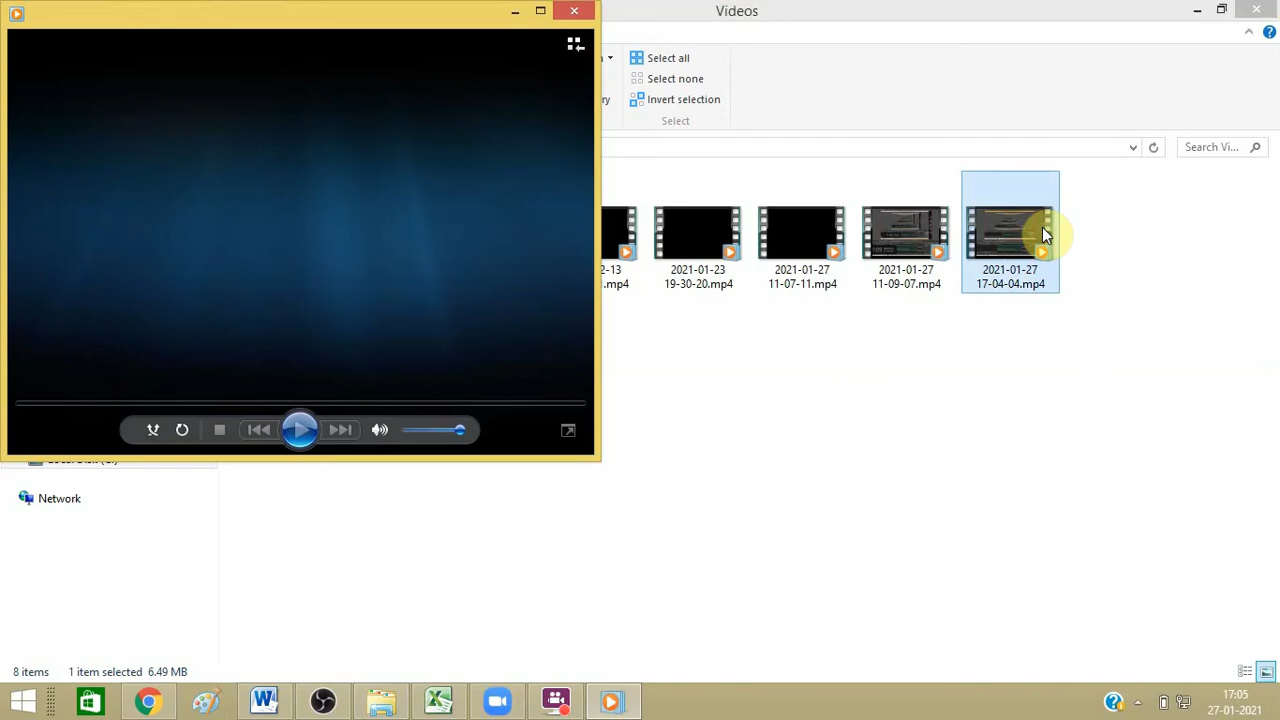 Videos
Select all
Select none
ry
Invert selection
Select
Search Vi...
2-13
.mp4
2021-01-23
19-30-20.mp4
2021-01-27
11-07-11.mp4
2021-01-27
11-09-07.mp4
2021-01-27
17-04-04.mp4
Network
8 items
1 item selected 6.49 MB
17:05
27-01-2021